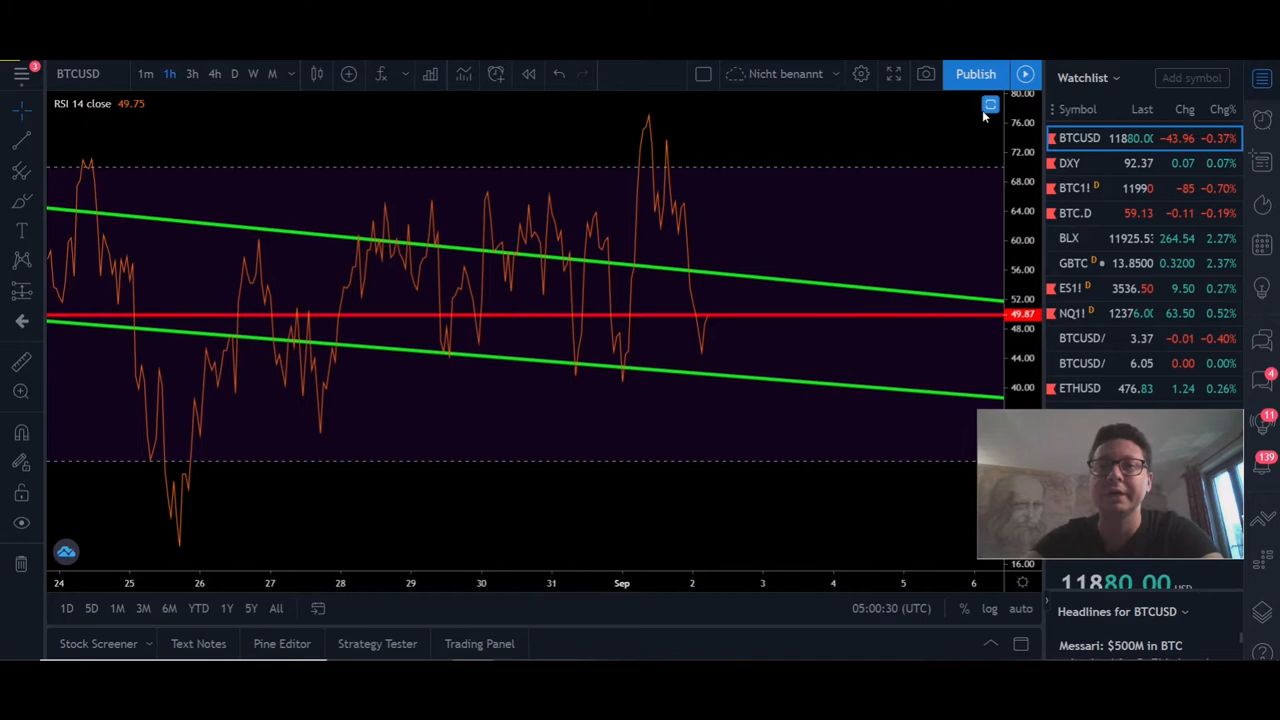 3
BTCUSD 1m 1h 3h 4h D W M Nicht benannt Publish
RSI 14 close 49.75
80.00
76.00
72.00
68.00
64.00
60.00
56.00
52.00
49.87
48.00
44.00
40.00
16.00
24 25 26 27 28 29 30 31 Sep 2 3 4 5 6
1D 5D 1M 3M 6M YTD 1Y 5Y All 05:00:30 (UTC) % log auto
Stock Screener Text Notes Pine Editor Strategy Tester Trading Panel
Watchlist Add symbol
Symbol Last Chg Chg%
BTCUSD 11880.00 −43.96 −0.37%
DXY 92.37 0.07 0.07%
BTC1! D 11990 −85 −0.70%
BTC.D 59.13 −0.11 −0.19%
BLX 11925.53 264.54 2.27%
GBTC D 13.8500 0.3200 2.37%
ES1! D 3536.50 9.50 0.27%
NQ1! D 12376.00 63.50 0.52%
BTCUSD/ 3.37 −0.01 −0.40%
BTCUSD/ 6.05 0.00 0.00%
ETHUSD 476.83 1.24 0.26%
11880.00 USD
Headlines for BTCUSD
Messari: $500M in BTC
4
11
139